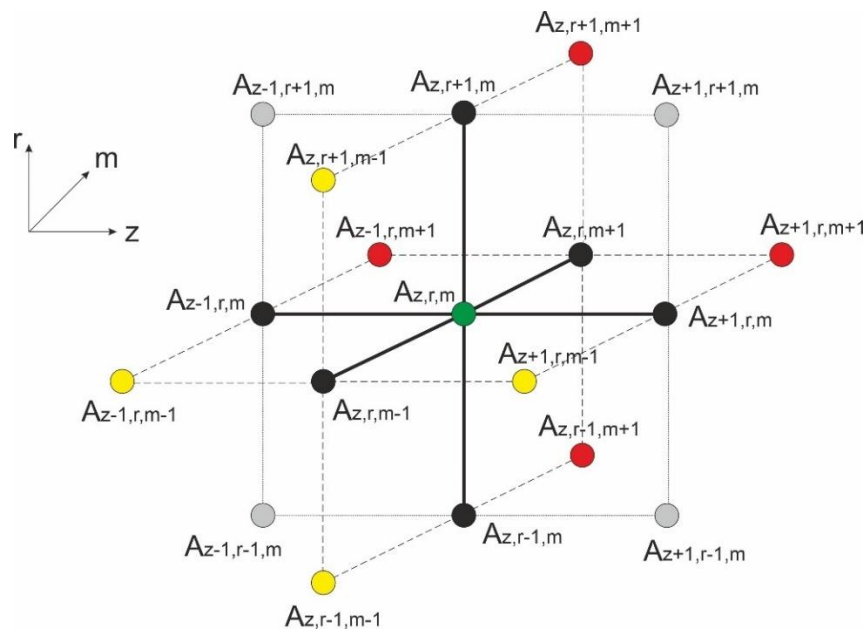 Az,r+1,m+1
Az-1,r+1,m
Az,r+1,m
Az+1,r+1,m
r
m
z
Az,r+1,m-1
Az-1,r,m+1
Az,r,m+1
Az+1,r,m+1
Az-1,r,m
Az,r,m
Az+1,r,m
Az+1,r,m-1
Az-1,r,m-1
Az,r,m-1
Az,r-1,m+1
Az-1,r-1,m
Az,r-1,m
Az+1,r-1,m
Az,r-1,m-1